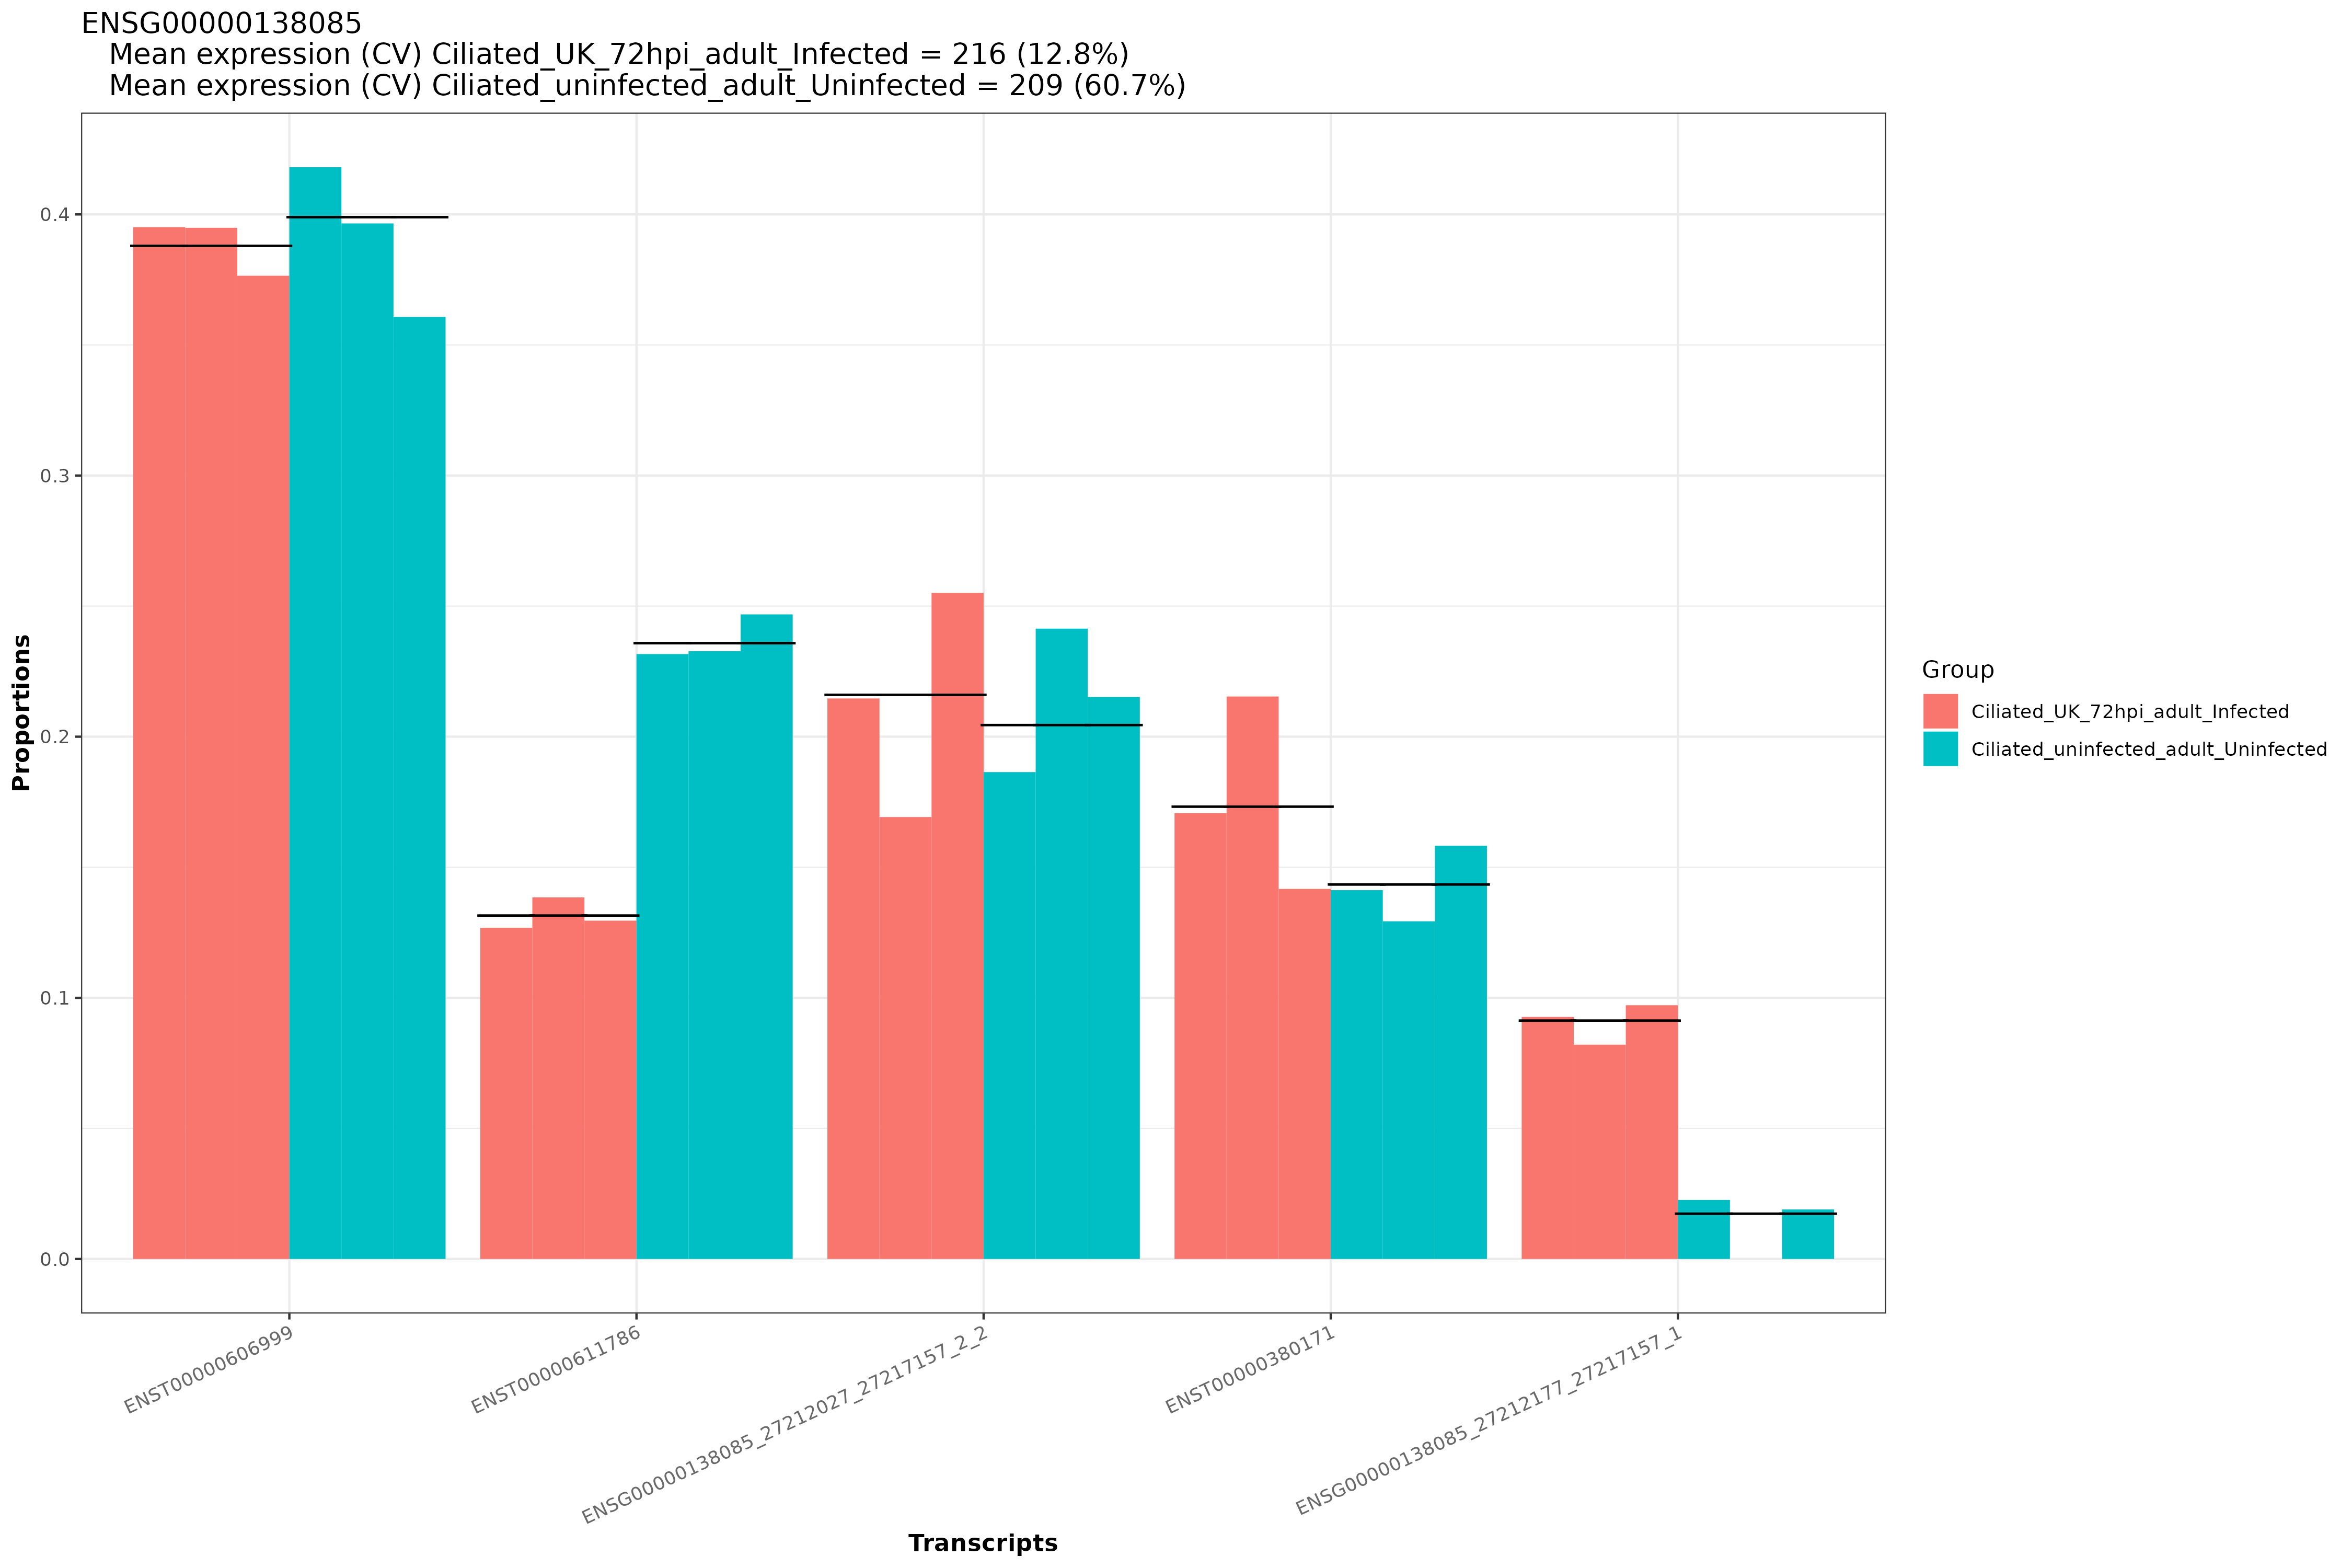 ENSG00000138085
Mean expression (CV) Ciliated_UK_72hpi_adult_Infected = 216 (12.8%)
Mean expression (CV) Ciliated_uninfected_adult_Uninfected = 209 (60.7%)
Proportions
0.4
0.3
0.2
0.1
0.0
ENST00000606999
ENST00000611786
ENSG00000138085_27212027_27217157_2_2
ENST00000380171
ENSG00000138085_27212177_27217157_1
Transcripts
Group
Ciliated_UK_72hpi_adult_Infected
Ciliated_uninfected_adult_Uninfected